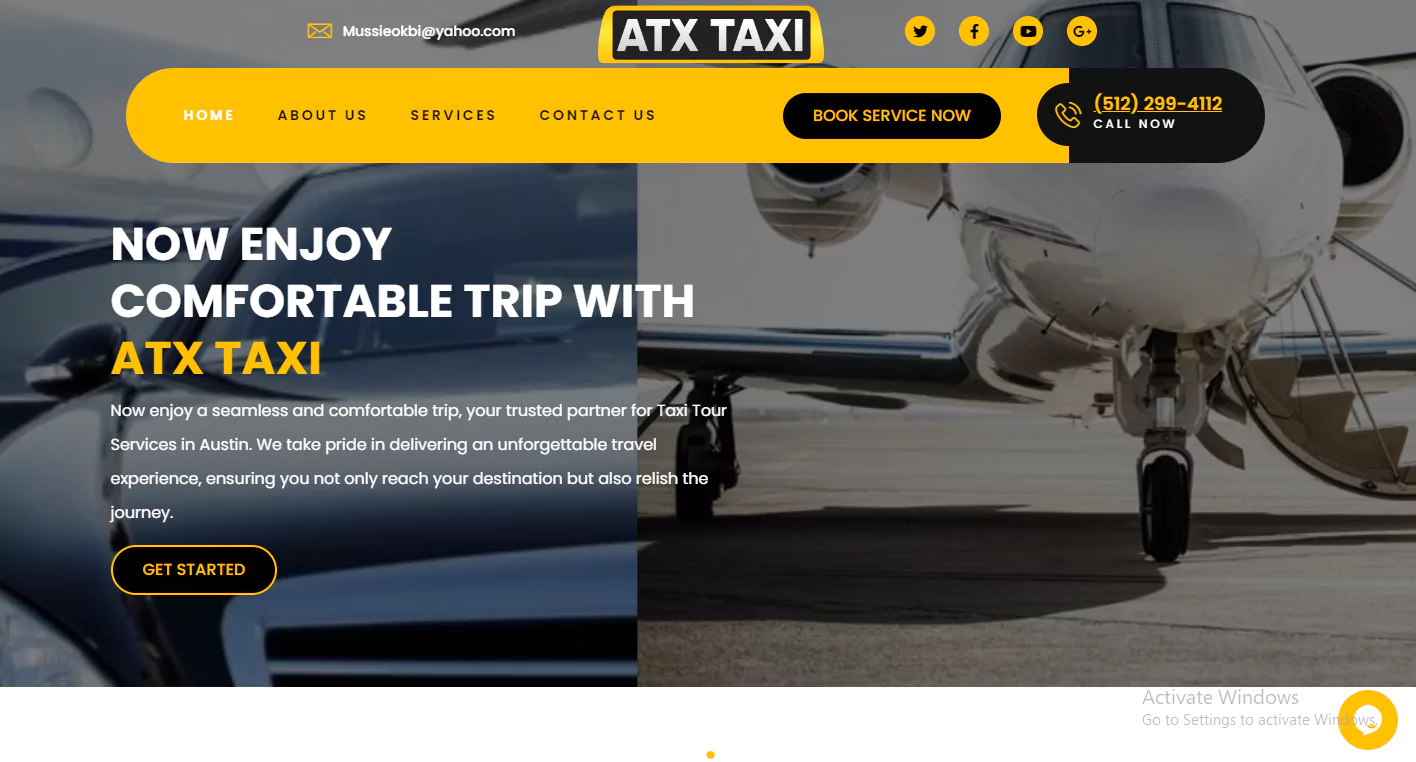 Mussieokbi@yahoo.com
ATX TAXI
HOME ABOUT US SERVICES CONTACT US
BOOK SERVICE NOW
(512) 299-4112
CALL NOW
NOW ENJOY
COMFORTABLE TRIP WITH
ATX TAXI
Now enjoy a seamless and comfortable trip, your trusted partner for Taxi Tour
Services in Austin. We take pride in delivering an unforgettable travel
experience, ensuring you not only reach your destination but also relish the
journey.
GET STARTED
Activate Windows
Go to Settings to activate Windows.